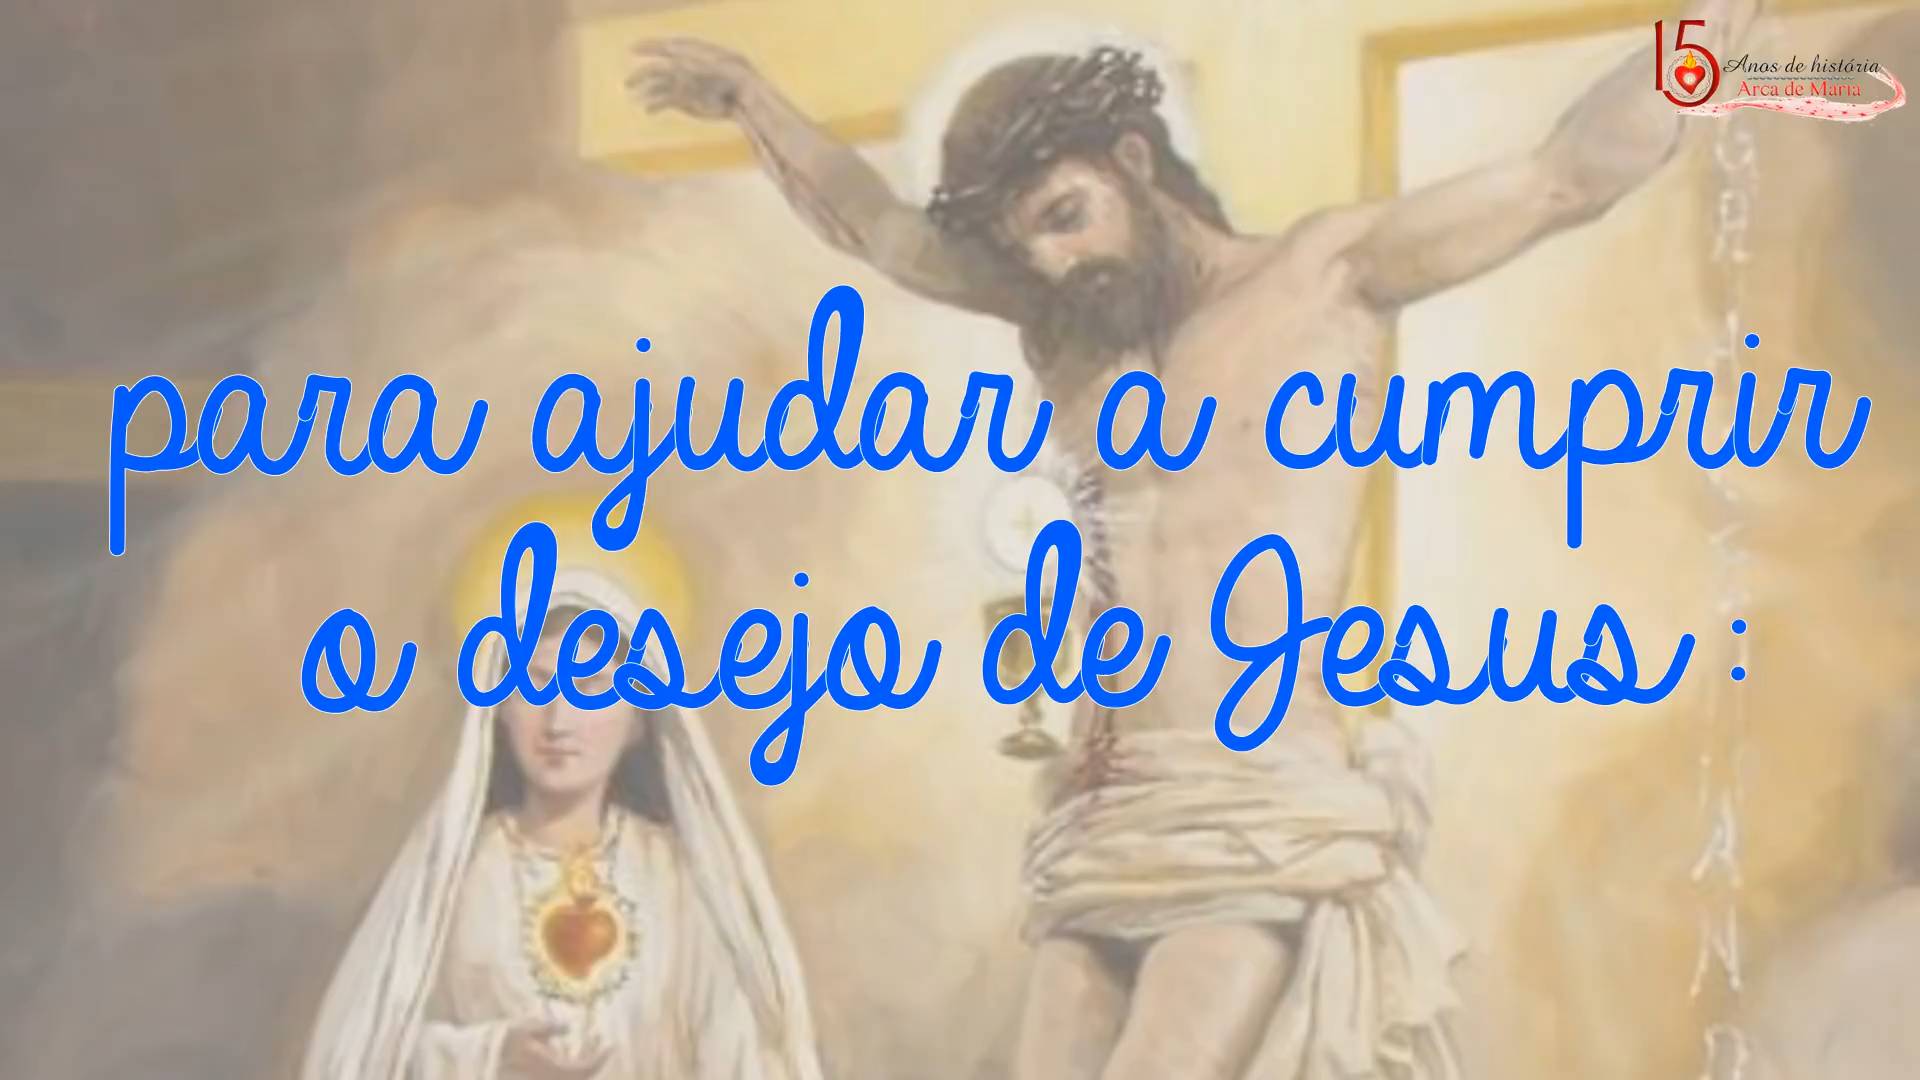 15 Anos de história
Arca de Maria
para ajudar a cumprir
o desejo de Jesus :